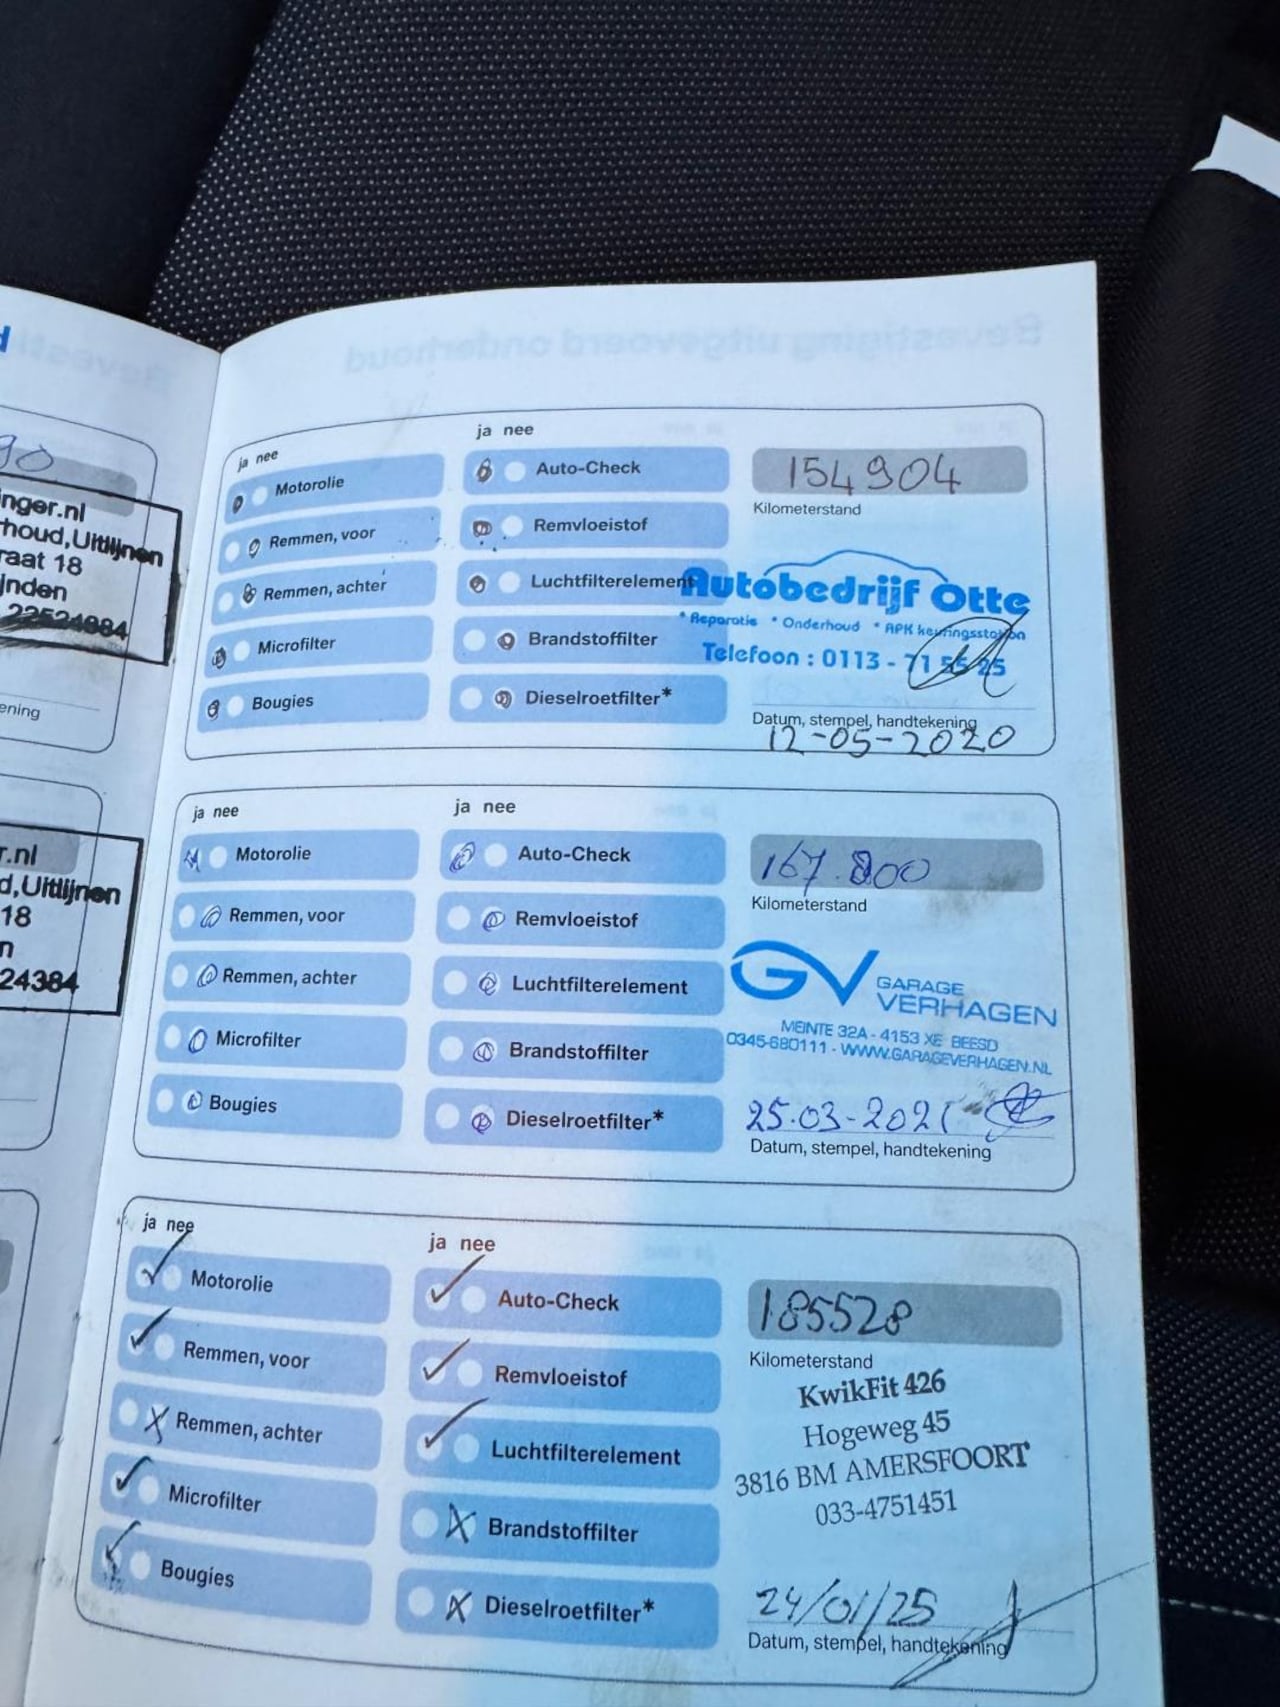 90
nger.nl
rhoud,Uitlijnen
raat 18
22524984
ening
r.nl
d,Uitlijnen
18
n
24384
Bevestiging uitgevoerd onderhoud
ja nee
Motorolie
Remmen, voor
Remmen, achter
Microfilter
Bougies
ja nee
Auto-Check
Remvloeistof
Luchtfilterelement
Brandstoffilter
Dieselroetfilter*
154904
Kilometerstand
Autobedrijf Otte
* Reparatie * Onderhoud * APK keuringsstation
Telefoon : 0113 - 71 55 25
Datum, stempel, handtekening
12-05-2020
ja nee
Motorolie
Remmen, voor
Remmen, achter
Microfilter
Bougies
ja nee
Auto-Check
Remvloeistof
Luchtfilterelement
Brandstoffilter
Dieselroetfilter*
167.800
Kilometerstand
GV GARAGE
VERHAGEN
MEINTE 32A - 4153 XE BEESD
0345-680111 - WWW.GARAGEVERHAGEN.NL
25.03-2021
Datum, stempel, handtekening
ja nee
Motorolie
Remmen, voor
Remmen, achter
Microfilter
Bougies
ja nee
Auto-Check
Remvloeistof
Luchtfilterelement
Brandstoffilter
Dieselroetfilter*
185528
Kilometerstand
KwikFit 426
Hogeweg 45
3816 BM AMERSFOORT
033-4751451
24/01/25
Datum, stempel, handtekening